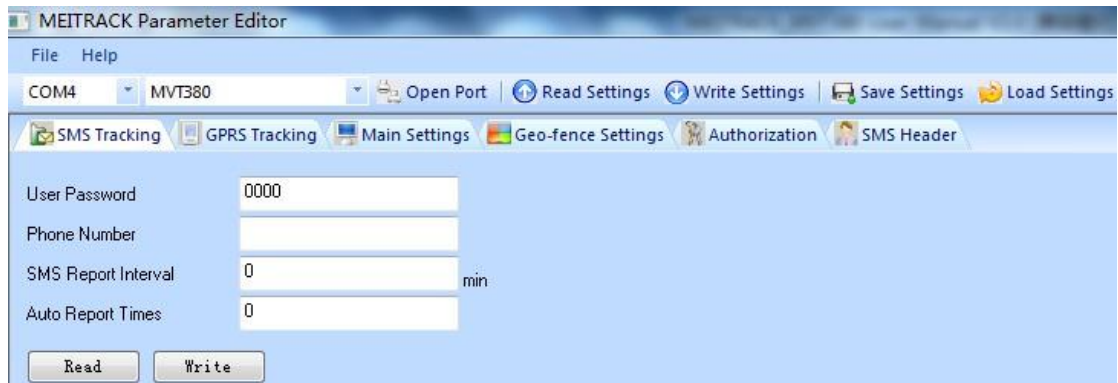 MEITRACK Parameter Editor
File Help
COM4 MVT380 Open Port Read Settings Write Settings Save Settings Load Settings
SMS Tracking GPRS Tracking Main Settings Geo-fence Settings Authorization SMS Header
User Password 0000
Phone Number
SMS Report Interval 0 min
Auto Report Times 0
Read Write